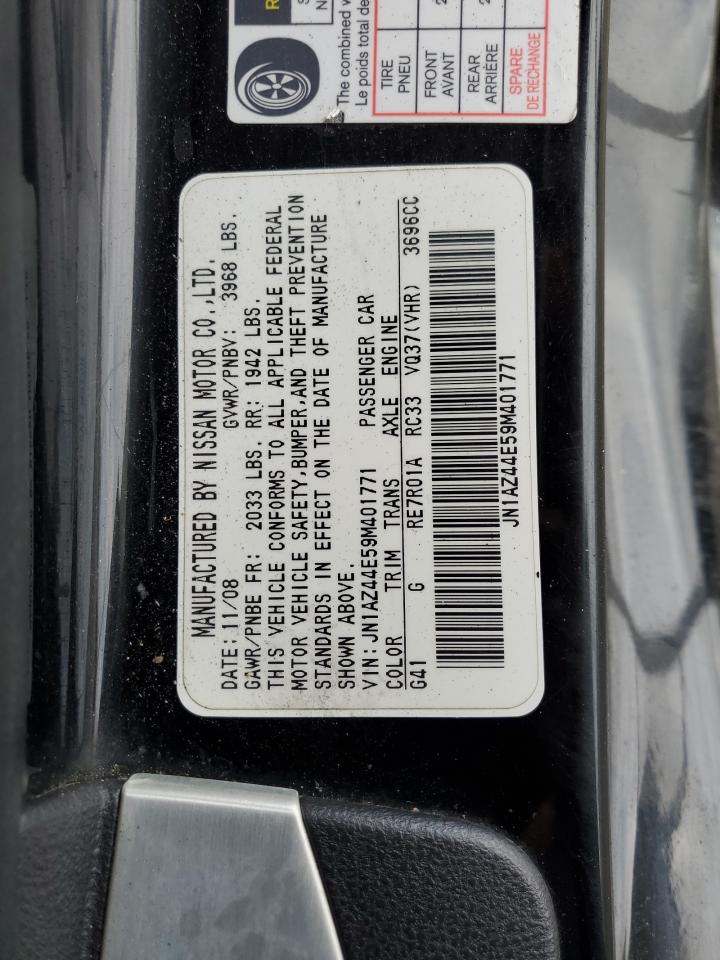 The combined w
Le poids total de
TIRE
PNEU
FRONT
AVANT
REAR
ARRIÈRE
SPARE
DE RECHANGE
MANUFACTURED BY NISSAN MOTOR CO.,LTD.
DATE: 11/08 GVWR/PNBV: 3968 LBS.
GAWR/PNBE FR: 2033 LBS. RR: 1942 LBS.
THIS VEHICLE CONFORMS TO ALL APPLICABLE FEDERAL
MOTOR VEHICLE SAFETY,BUMPER,AND THEFT PREVENTION
STANDARDS IN EFFECT ON THE DATE OF MANUFACTURE
SHOWN ABOVE.
VIN: JN1AZ44E59M401771 PASSENGER CAR
COLOR TRIM TRANS AXLE ENGINE
G41 G RE7R01A RC33 VQ37(VHR) 3696CC
JN1AZ44E59M401771